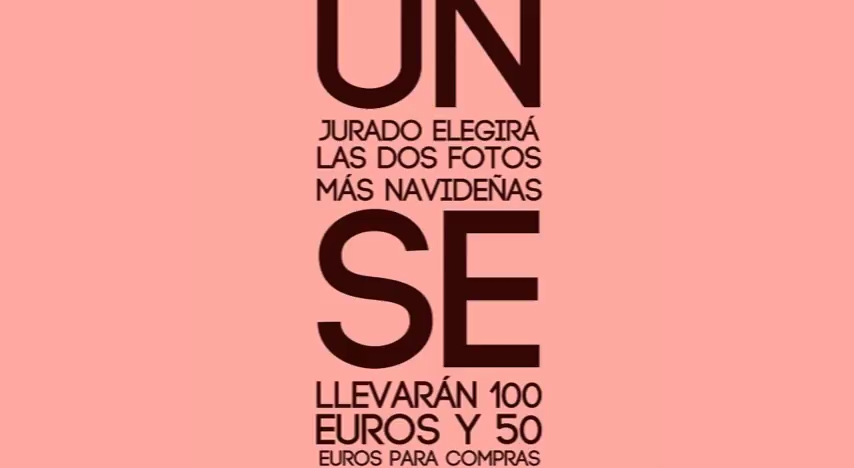 UN
JURADO ELEGIRÁ
LAS DOS FOTOS
MÁS NAVIDEÑAS
SE
LLEVARÁN 100
EUROS Y 50
EUROS PARA COMPRAS